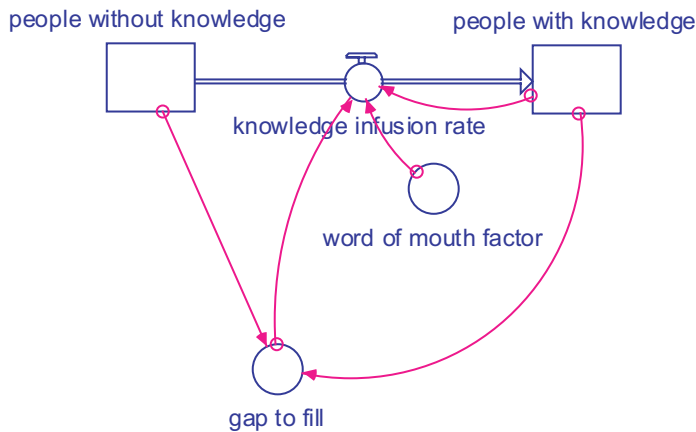 people without knowledge
people with knowledge
knowledge infusion rate
word of mouth factor
gap to fill